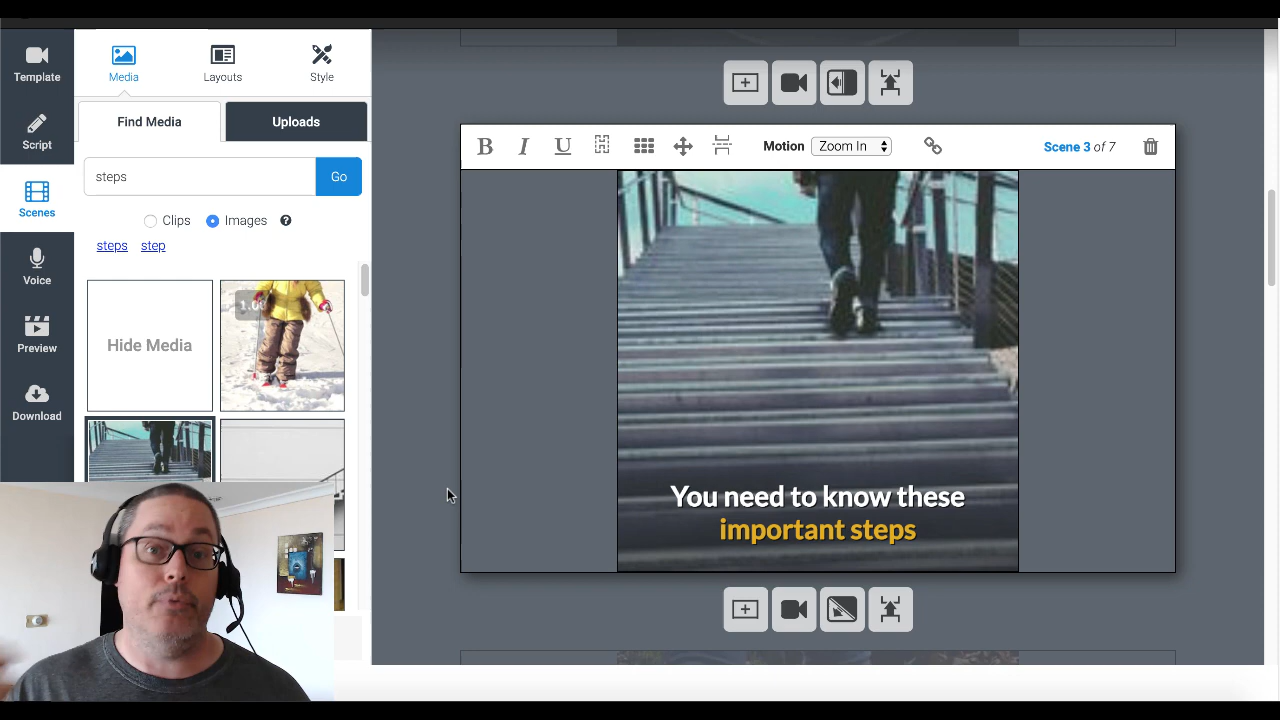 Template
Script
Scenes
Voice
Preview
Download
Media
Layouts
Style
Find Media
Uploads
steps
Go
Clips
Images
?
steps
step
Hide Media
B
I
U
H
Motion
Zoom In
Scene 3 of 7
You need to know these
important steps